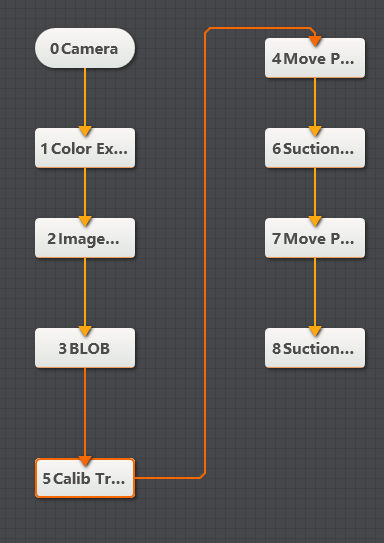 0 Camera
1 Color Ex...
2 Image...
3 BLOB
5 Calib Tr...
4 Move P...
6 Suction...
7 Move P...
8 Suction...